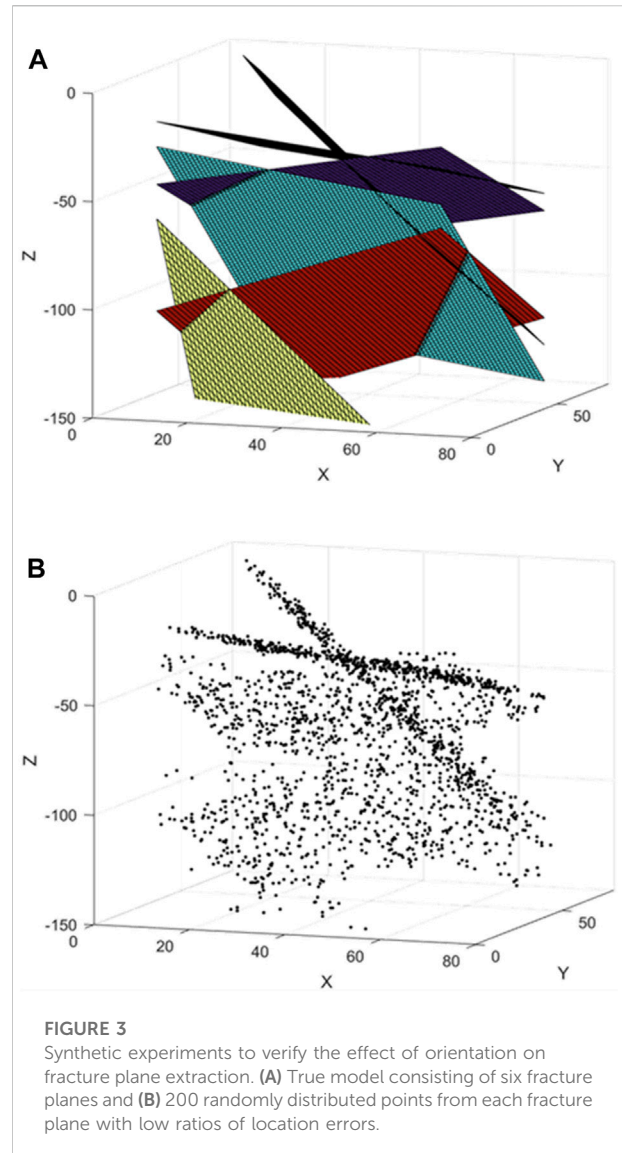 A
0
-50
Z
-100
-150
0
20
40
X
60
80
0
50
Y
B
0
-50
Z
-100
-150
0
20
40
X
60
80
0
50
Y
FIGURE 3
Synthetic experiments to verify the effect of orientation on
fracture plane extraction. (A) True model consisting of six fracture
planes and (B) 200 randomly distributed points from each fracture
plane with low ratios of location errors.